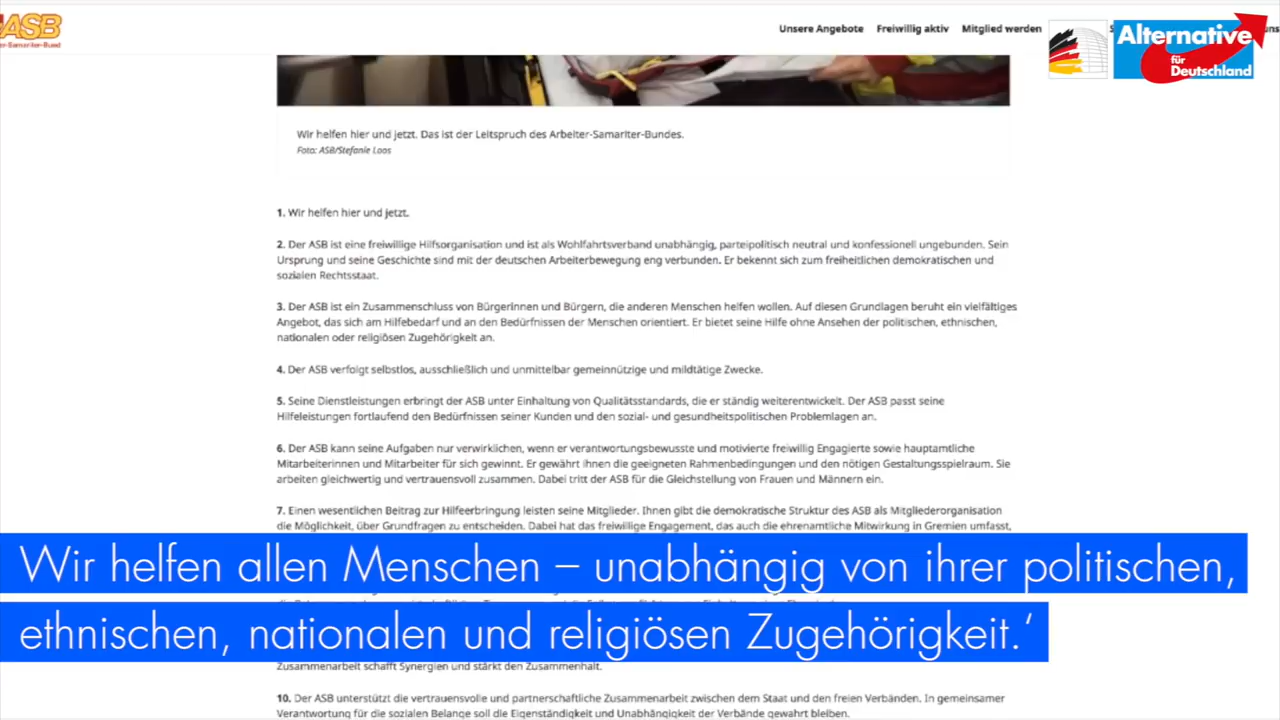 ASB
er-Samariter-Bund
Unsere Angebote Freiwillig aktiv Mitglied werden
Alternative
für
Deutschland
Wir helfen hier und jetzt. Das ist der Leitspruch des Arbeiter-Samariter-Bundes.
Foto: ASB/Stefanie Loos
1. Wir helfen hier und jetzt.
2. Der ASB ist eine freiwillige Hilfsorganisation und ist als Wohlfahrtsverband unabhängig, parteipolitisch neutral und konfessionell ungebunden. Sein
Ursprung und seine Geschichte sind mit der deutschen Arbeiterbewegung eng verbunden. Er bekennt sich zum freiheitlichen demokratischen und
sozialen Rechtsstaat.
3. Der ASB ist ein Zusammenschluss von Bürgerinnen und Bürgern, die anderen Menschen helfen wollen. Auf diesen Grundlagen beruht ein vielfältiges
Angebot, das sich am Hilfebedarf und an den Bedürfnissen der Menschen orientiert. Er bietet seine Hilfe ohne Ansehen der politischen, ethnischen,
nationalen oder religiösen Zugehörigkeit an.
4. Der ASB verfolgt selbstlos, ausschließlich und unmittelbar gemeinnützige und mildtätige Zwecke.
5. Seine Dienstleistungen erbringt der ASB unter Einhaltung von Qualitätsstandards, die er ständig weiterentwickelt. Der ASB passt seine
Hilfeleistungen fortlaufend den Bedürfnissen seiner Kunden und den sozial- und gesundheitspolitischen Problemlagen an.
6. Der ASB kann seine Aufgaben nur verwirklichen, wenn er verantwortungsbewusste und motivierte freiwillig Engagierte sowie hauptamtliche
Mitarbeiterinnen und Mitarbeiter für sich gewinnt. Er gewährt ihnen die geeigneten Rahmenbedingungen und den nötigen Gestaltungsspielraum. Sie
arbeiten gleichwertig und vertrauensvoll zusammen. Dabei tritt der ASB für die Gleichstellung von Frauen und Männern ein.
7. Einen wesentlichen Beitrag zur Hilfeerbringung leisten seine Mitglieder. Ihnen gibt die demokratische Struktur des ASB als Mitgliederorganisation
die Möglichkeit, über Grundfragen zu entscheiden. Dabei hat das freiwillige Engagement, das auch die ehrenamtliche Mitwirkung in Gremien umfasst,
Wir helfen allen Menschen – unabhängig von ihrer politischen,
ethnischen, nationalen und religiösen Zugehörigkeit.‘
Zusammenarbeit schafft Synergien und stärkt den Zusammenhalt.
10. Der ASB unterstützt die vertrauensvolle und partnerschaftliche Zusammenarbeit zwischen dem Staat und den freien Verbänden. In gemeinsamer
Verantwortung für die sozialen Belange soll die Eigenständigkeit und Unabhängigkeit der Verbände gewahrt bleiben.